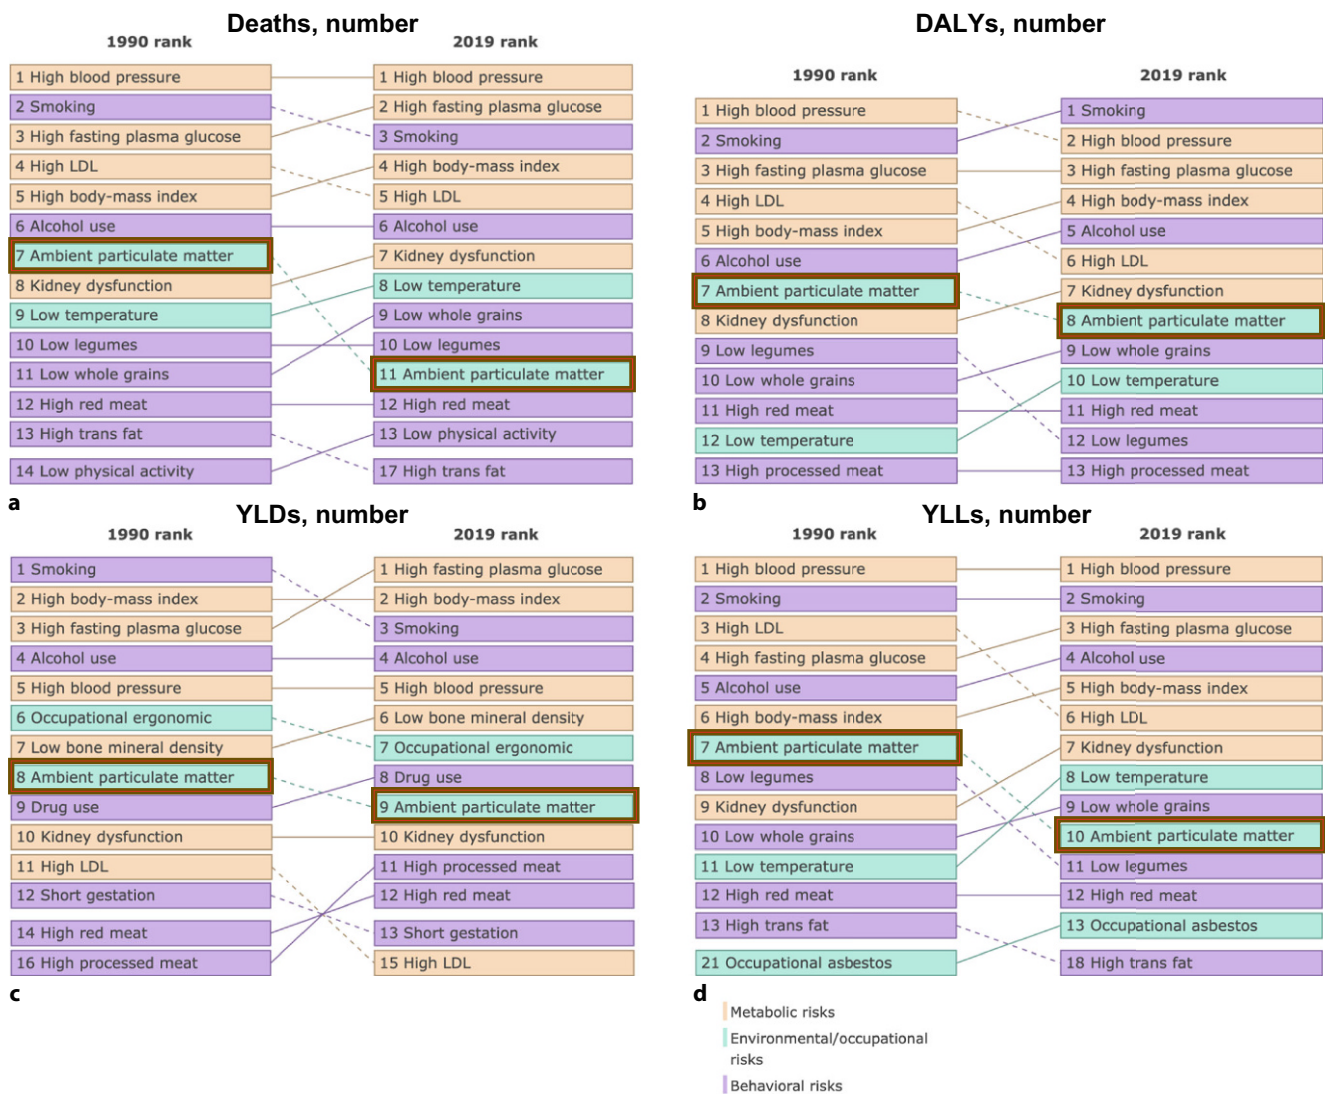 Deaths, number
1990 rank
2019 rank
1 High blood pressure
2 Smoking
3 High fasting plasma glucose
4 High LDL
5 High body-mass index
6 Alcohol use
7 Ambient particulate matter
8 Kidney dysfunction
9 Low temperature
10 Low legumes
11 Low whole grains
12 High red meat
13 High trans fat
14 Low physical activity
1 High blood pressure
2 High fasting plasma glucose
3 Smoking
4 High body-mass index
5 High LDL
6 Alcohol use
7 Kidney dysfunction
8 Low temperature
9 Low whole grains
10 Low legumes
11 Ambient particulate matter
12 High red meat
13 Low physical activity
17 High trans fat
a
DALYs, number
1990 rank
2019 rank
1 High blood pressure
2 Smoking
3 High fasting plasma glucose
4 High LDL
5 High body-mass index
6 Alcohol use
7 Ambient particulate matter
8 Kidney dysfunction
9 Low legumes
10 Low whole grains
11 High red meat
12 Low temperature
13 High processed meat
1 Smoking
2 High blood pressure
3 High fasting plasma glucose
4 High body-mass index
5 Alcohol use
6 High LDL
7 Kidney dysfunction
8 Ambient particulate matter
9 Low whole grains
10 Low temperature
11 High red meat
12 Low legumes
13 High processed meat
b
YLDs, number
1990 rank
2019 rank
1 Smoking
2 High body-mass index
3 High fasting plasma glucose
4 Alcohol use
5 High blood pressure
6 Occupational ergonomic
7 Low bone mineral density
8 Ambient particulate matter
9 Drug use
10 Kidney dysfunction
11 High LDL
12 Short gestation
14 High red meat
16 High processed meat
1 High fasting plasma glucose
2 High body-mass index
3 Smoking
4 Alcohol use
5 High blood pressure
6 Low bone mineral density
7 Occupational ergonomic
8 Drug use
9 Ambient particulate matter
10 Kidney dysfunction
11 High processed meat
12 High red meat
13 Short gestation
15 High LDL
c
YLLs, number
1990 rank
2019 rank
1 High blood pressure
2 Smoking
3 High LDL
4 High fasting plasma glucose
5 Alcohol use
6 High body-mass index
7 Ambient particulate matter
8 Low legumes
9 Kidney dysfunction
10 Low whole grains
11 Low temperature
12 High red meat
13 High trans fat
21 Occupational asbestos
1 High blood pressure
2 Smoking
3 High fasting plasma glucose
4 Alcohol use
5 High body-mass index
6 High LDL
7 Kidney dysfunction
8 Low temperature
9 Low whole grains
10 Ambient particulate matter
11 Low legumes
12 High red meat
13 Occupational asbestos
18 High trans fat
d
Metabolic risks
Environmental/occupational
risks
Behavioral risks